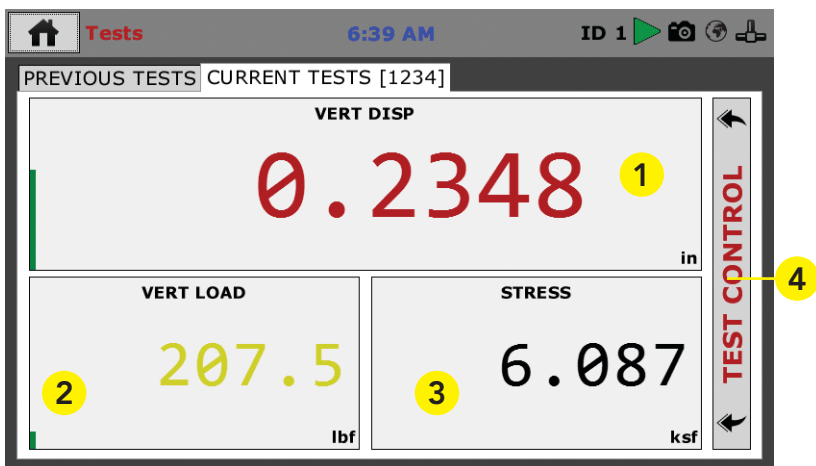 Tests 6:39 AM ID 1
PREVIOUS TESTS CURRENT TESTS [1234]
VERT DISP
0.2348
1
in
VERT LOAD
207.5
2
lbf
STRESS
6.087
3
ksf
TEST CONTROL
4